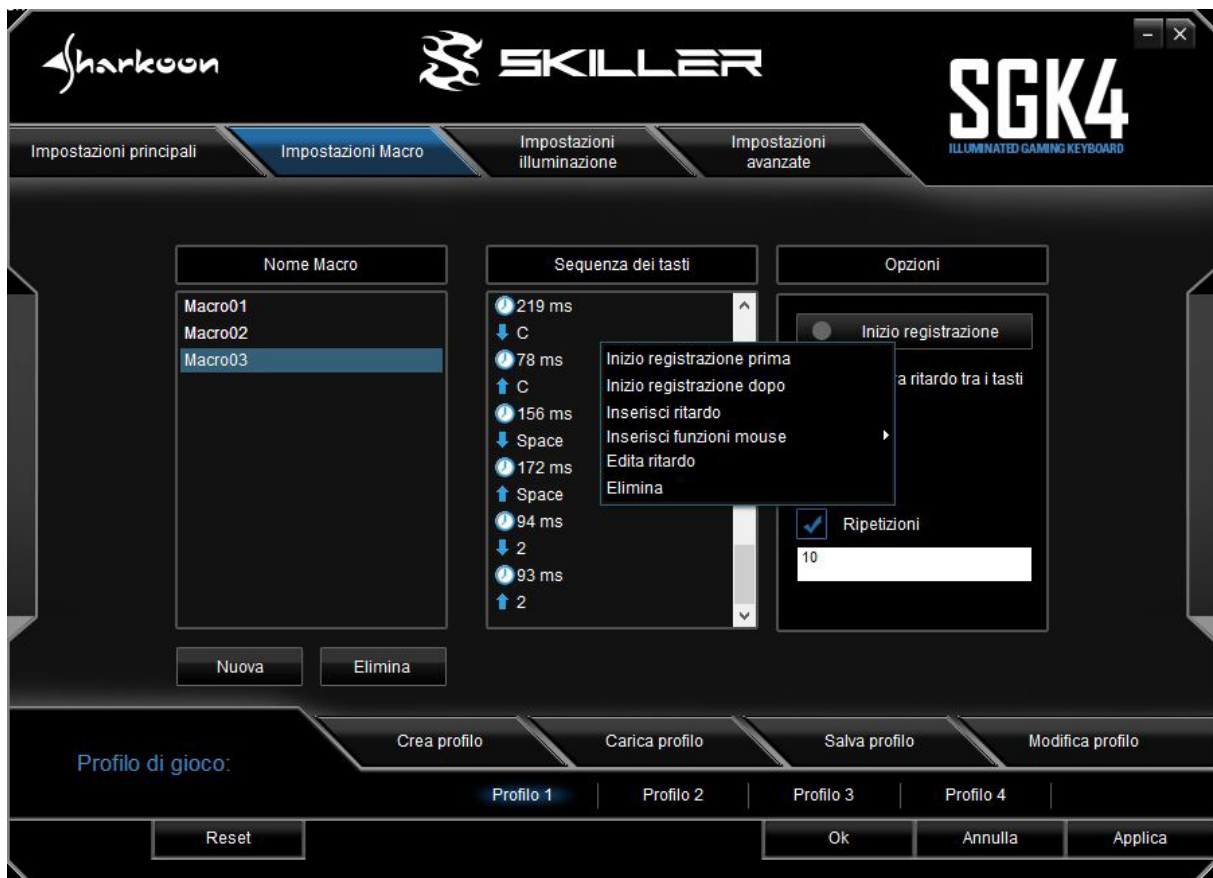 Sharkoon
SKILLER
SGK4
ILLUMINATED GAMING KEYBOARD
Impostazioni principali
Impostazioni Macro
Impostazioni
illuminazione
Impostazioni
avanzate
Nome Macro
Macro01
Macro02
Macro03
Nuova
Elimina
Sequenza dei tasti
219 ms
C
78 ms
C
156 ms
Space
172 ms
Space
94 ms
2
93 ms
2
Inizio registrazione prima
Inizio registrazione dopo
Inserisci ritardo
Inserisci funzioni mouse
Edita ritardo
Elimina
Opzioni
Inizio registrazione
ritardo tra i tasti
Ripetizioni
10
Profilo di gioco:
Crea profilo
Carica profilo
Salva profilo
Modifica profilo
Profilo 1
Profilo 2
Profilo 3
Profilo 4
Reset
Ok
Annulla
Applica